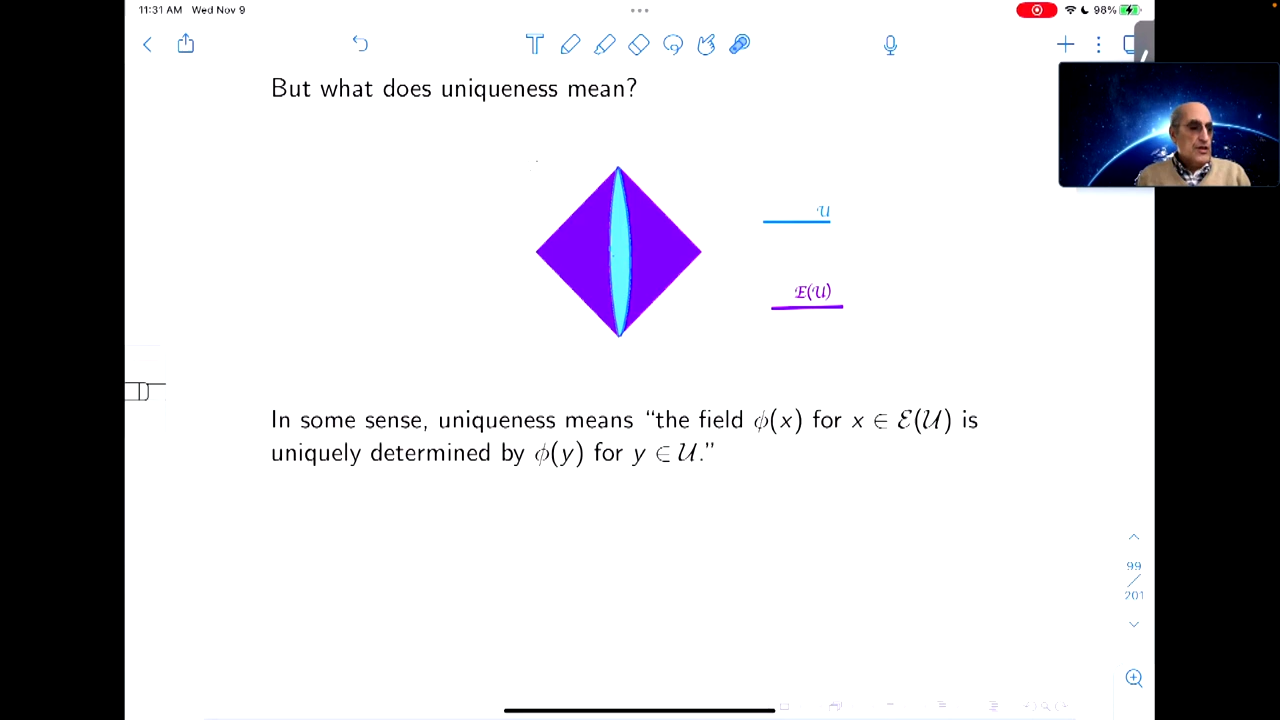 11:31 AM Wed Nov 9
98%
But what does uniqueness mean?
𝒰
ℰ(𝒰)
In some sense, uniqueness means “the field ϕ(x) for x ∈ ℰ(𝒰) is
uniquely determined by ϕ(y) for y ∈ 𝒰.”
99
201